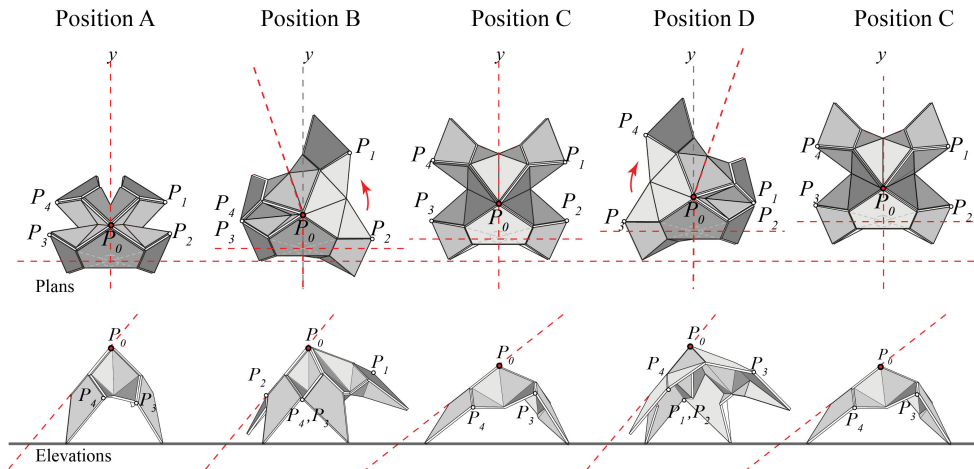 Position A Position B Position C Position D Position C
y y y y y
P4 P1 P3 P2 P0
P1 P4 P3 P2 P0
P4 P1 P3 P2 P0
P4 P1 P3 P2 P0
P4 P1 P3 P2 P0
Plans
P0 P4 P3
P0 P2 P1 P4, P3
P0 P3 P4
P0 P4 P3 P1, P2
P0 P3 P4
Elevations